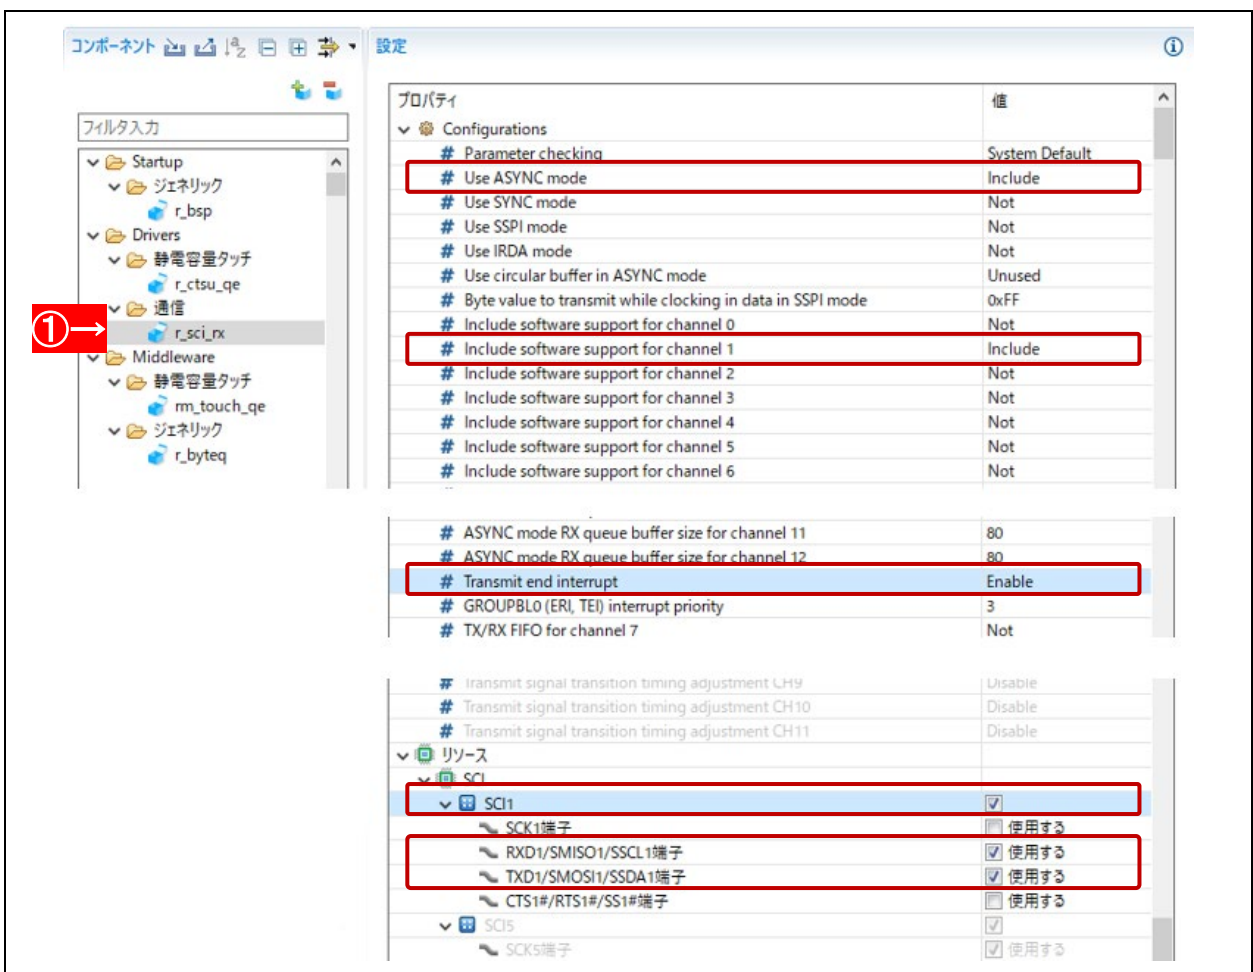 コンポーネント
設定
フィルタ入力
Startup
ジェネリック
r_bsp
Drivers
静電容量タッチ
r_ctsu_qe
通信
①→
r_sci_rx
Middleware
静電容量タッチ
rm_touch_qe
ジェネリック
r_byteq
プロパティ 値
Configurations
# Parameter checking System Default
# Use ASYNC mode Include
# Use SYNC mode Not
# Use SSPI mode Not
# Use IRDA mode Not
# Use circular buffer in ASYNC mode Unused
# Byte value to transmit while clocking in data in SSPI mode 0xFF
# Include software support for channel 0 Not
# Include software support for channel 1 Include
# Include software support for channel 2 Not
# Include software support for channel 3 Not
# Include software support for channel 4 Not
# Include software support for channel 5 Not
# Include software support for channel 6 Not
# ASYNC mode RX queue buffer size for channel 11 80
# ASYNC mode RX queue buffer size for channel 12 80
# Transmit end interrupt Enable
# GROUPBL0 (ERI, TEI) interrupt priority 3
# TX/RX FIFO for channel 7 Not
# Transmit signal transition timing adjustment CH9 Disable
# Transmit signal transition timing adjustment CH10 Disable
# Transmit signal transition timing adjustment CH11 Disable
リソース
SCI
SCI1
SCK1端子 使用する
RXD1/SMISO1/SSCL1端子 使用する
TXD1/SMOSI1/SSDA1端子 使用する
CTS1#/RTS1#/SS1#端子 使用する
SCI5
SCK5端子 使用する